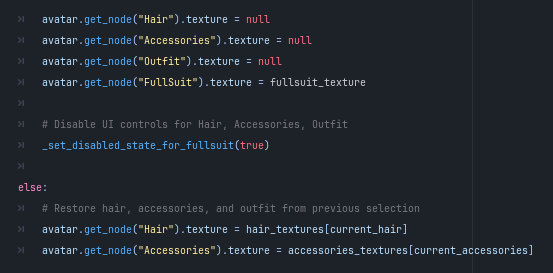 avatar.get_node("Hair").texture = null
avatar.get_node("Accessories").texture = null
avatar.get_node("Outfit").texture = null
avatar.get_node("FullSuit").texture = fullsuit_texture
# Disable UI controls for Hair, Accessories, Outfit
_set_disabled_state_for_fullsuit(true)
else:
# Restore hair, accessories, and outfit from previous selection
avatar.get_node("Hair").texture = hair_textures[current_hair]
avatar.get_node("Accessories").texture = accessories_textures[current_accessories]